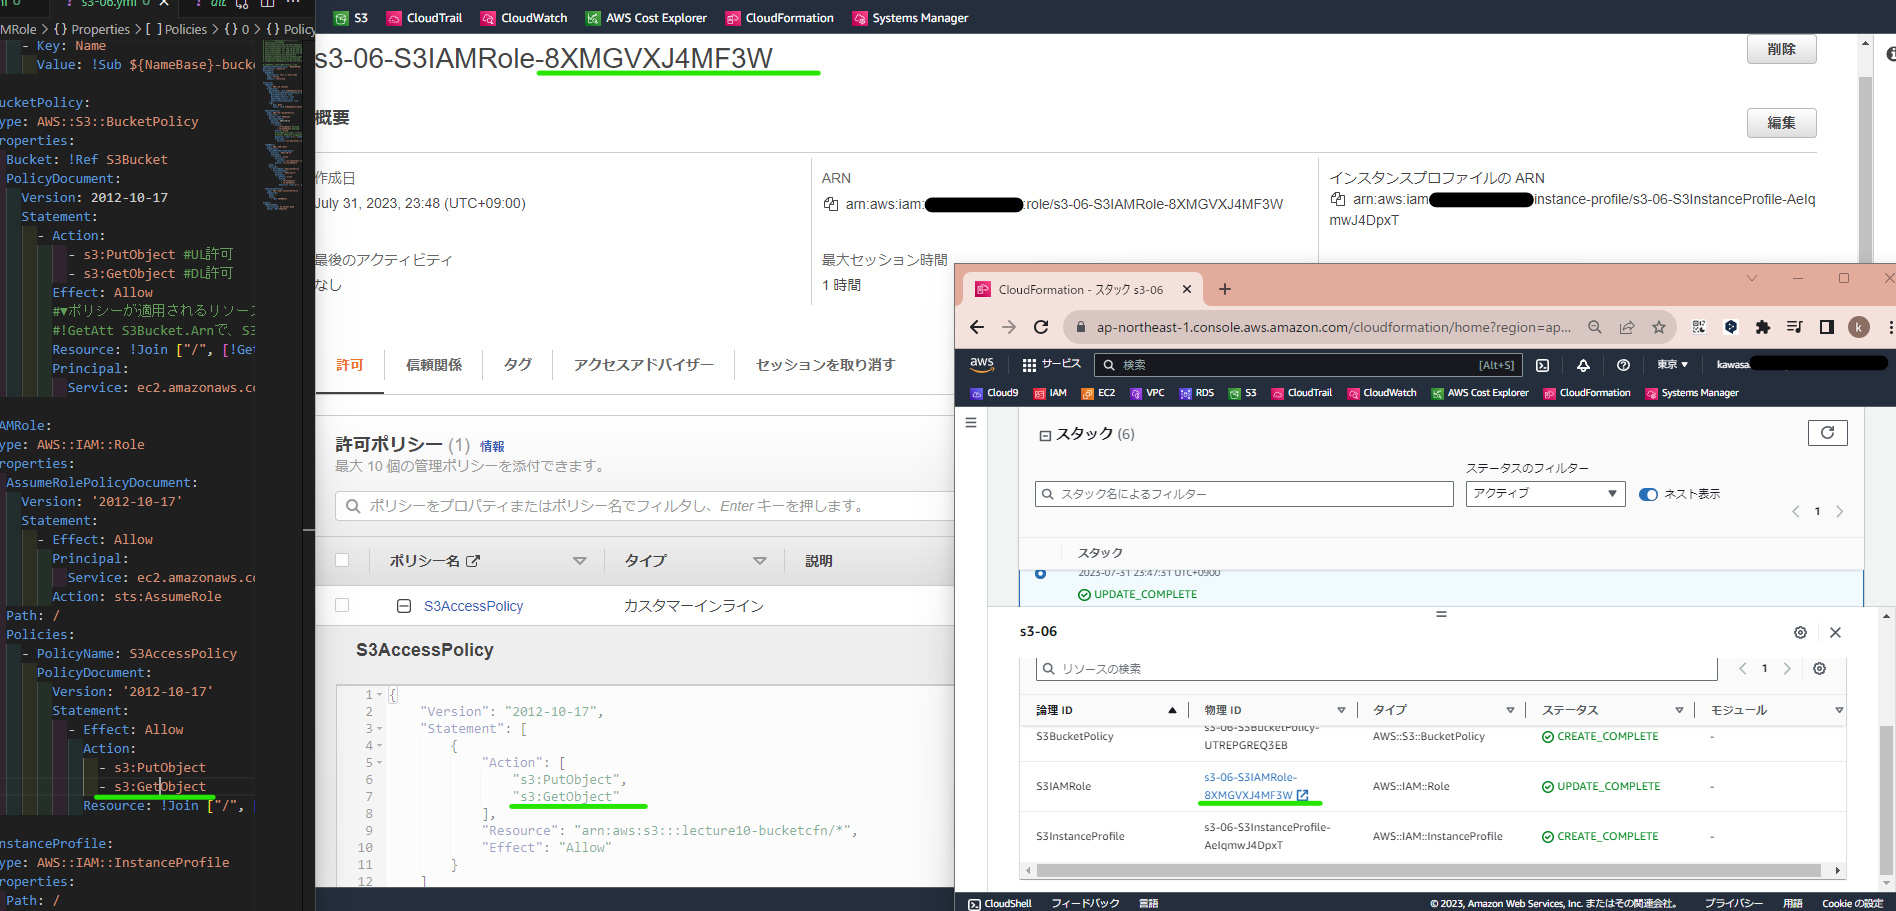 s3-06.yml
MRole > {} Properties > [ ] Policies > {} 0 > {} Policy
- Key: Name
Value: !Sub ${NameBase}-bucke
ucketPolicy:
ype: AWS::S3::BucketPolicy
roperties:
Bucket: !Ref S3Bucket
PolicyDocument:
Version: 2012-10-17
Statement:
- Action:
- s3:PutObject #UL許可
- s3:GetObject #DL許可
Effect: Allow
#▼ポリシーが適用されるリソース
#!GetAtt S3Bucket.Arnで、S3
Resource: !Join ["/", [!Get
Principal:
Service: ec2.amazonaws.co
AMRole:
ype: AWS::IAM::Role
roperties:
AssumeRolePolicyDocument:
Version: '2012-10-17'
Statement:
- Effect: Allow
Principal:
Service: ec2.amazonaws.co
Action: sts:AssumeRole
Path: /
Policies:
- PolicyName: S3AccessPolicy
PolicyDocument:
Version: '2012-10-17'
Statement:
- Effect: Allow
Action:
- s3:PutObject
- s3:GetObject
Resource: !Join ["/", [
nstanceProfile:
ype: AWS::IAM::InstanceProfile
roperties:
Path: /
S3 CloudTrail CloudWatch AWS Cost Explorer CloudFormation Systems Manager
s3-06-S3IAMRole-8XMGVXJ4MF3W
削除
概要
編集
作成日
July 31, 2023, 23:48 (UTC+09:00)
ARN
arn:aws:iam: :role/s3-06-S3IAMRole-8XMGVXJ4MF3W
インスタンスプロファイルの ARN
arn:aws:iam instance-profile/s3-06-S3InstanceProfile-AeIq
mwJ4DpxT
最後のアクティビティ
なし
最大セッション時間
1 時間
許可 信頼関係 タグ アクセスアドバイザー セッションを取り消す
許可ポリシー (1) 情報
最大 10 個の管理ポリシーを添付できます。
ポリシーをプロパティまたはポリシー名でフィルタし、Enter キーを押します。
ポリシー名 タイプ 説明
S3AccessPolicy カスタマーインライン
S3AccessPolicy
1 {
2 "Version": "2012-10-17",
3 "Statement": [
4 {
5 "Action": [
6 "s3:PutObject",
7 "s3:GetObject"
8 ],
9 "Resource": "arn:aws:s3:::lecture10-bucketcfn/*",
10 "Effect": "Allow"
11 }
12 ]
CloudFormation - スタック s3-06
ap-northeast-1.console.aws.amazon.com/cloudformation/home?region=ap...
k
aws サービス 検索 [Alt+S] 東京 ▼ kawasa
Cloud9 IAM EC2 VPC RDS S3 CloudTrail CloudWatch AWS Cost Explorer CloudFormation Systems Manager
スタック (6)
ステータスのフィルター
スタック名によるフィルター
アクティブ
ネスト表示
1
スタック
2023-07-31 23:47:31 UTC+0900
UPDATE_COMPLETE
s3-06
リソースの検索
1
論理 ID 物理 ID タイプ ステータス モジュール
S3BucketPolicy s3-06-S3BucketPolicy-UTREPGREQ3EB AWS::S3::BucketPolicy CREATE_COMPLETE -
S3IAMRole s3-06-S3IAMRole-8XMGVXJ4MF3W AWS::IAM::Role UPDATE_COMPLETE -
S3InstanceProfile s3-06-S3InstanceProfile-AeIqmwJ4DpxT AWS::IAM::InstanceProfile CREATE_COMPLETE -
CloudShell フィードバック 言語
© 2023, Amazon Web Services, Inc. またはその関連会社。 プライバシー 用語 Cookie の設定